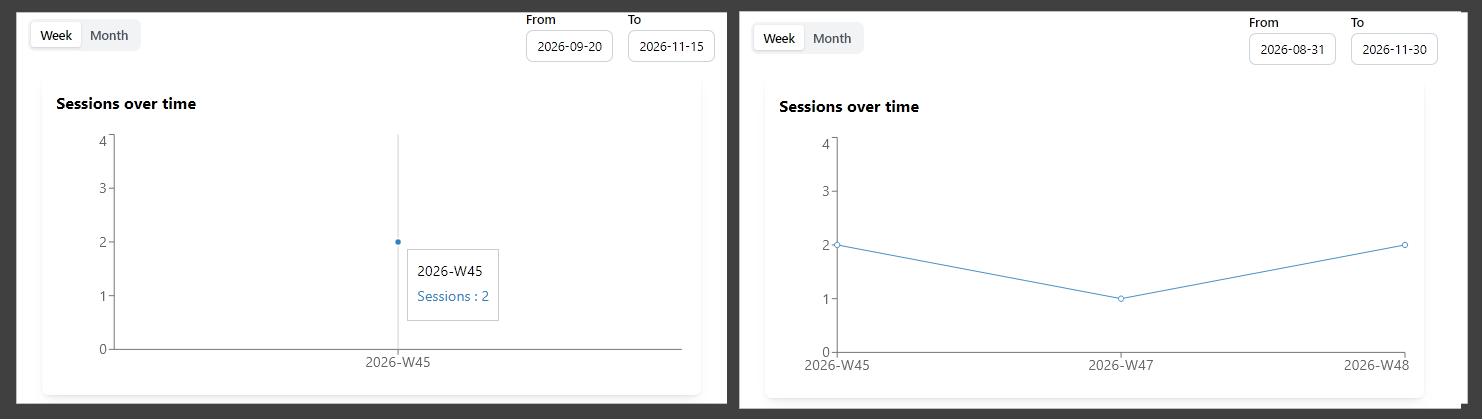 Week Month
From To
2026-09-20 2026-11-15
Sessions over time
4
3
2
1
0
2026-W45
Sessions : 2
2026-W45
Week Month
From To
2026-08-31 2026-11-30
Sessions over time
4
3
2
1
0
2026-W45 2026-W47 2026-W48